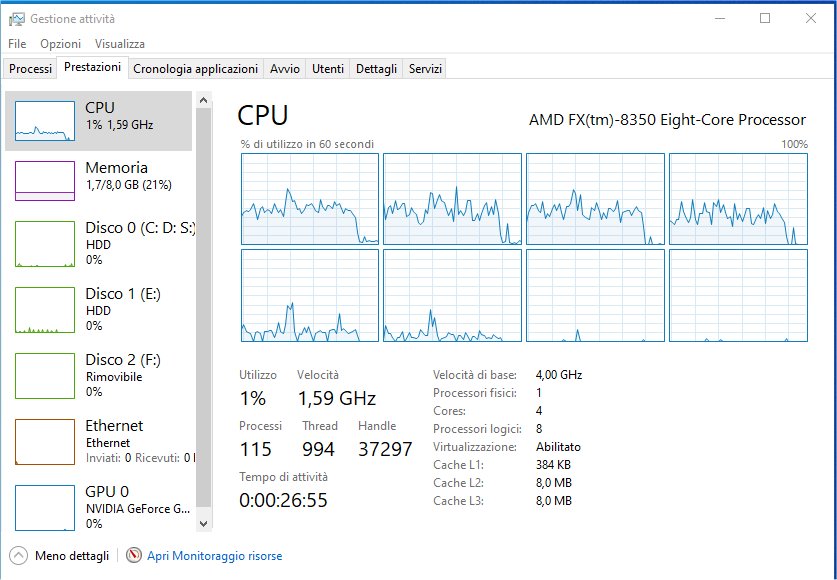 Gestione attività
File Opzioni Visualizza
Processi Prestazioni Cronologia applicazioni Avvio Utenti Dettagli Servizi
CPU
1% 1,59 GHz
Memoria
1,7/8,0 GB (21%)
Disco 0 (C: D: S:)
HDD
0%
Disco 1 (E:)
HDD
0%
Disco 2 (F:)
Rimovibile
0%
Ethernet
Ethernet
Inviati: 0 Ricevuti: 0
GPU 0
NVIDIA GeForce G...
0%
CPU
AMD FX(tm)-8350 Eight-Core Processor
% di utilizzo in 60 secondi 100%
Utilizzo Velocità
1% 1,59 GHz
Processi Thread Handle
115 994 37297
Tempo di attività
0:00:26:55
Velocità di base: 4,00 GHz
Processori fisici: 1
Cores: 4
Processori logici: 8
Virtualizzazione: Abilitato
Cache L1: 384 KB
Cache L2: 8,0 MB
Cache L3: 8,0 MB
Meno dettagli Apri Monitoraggio risorse